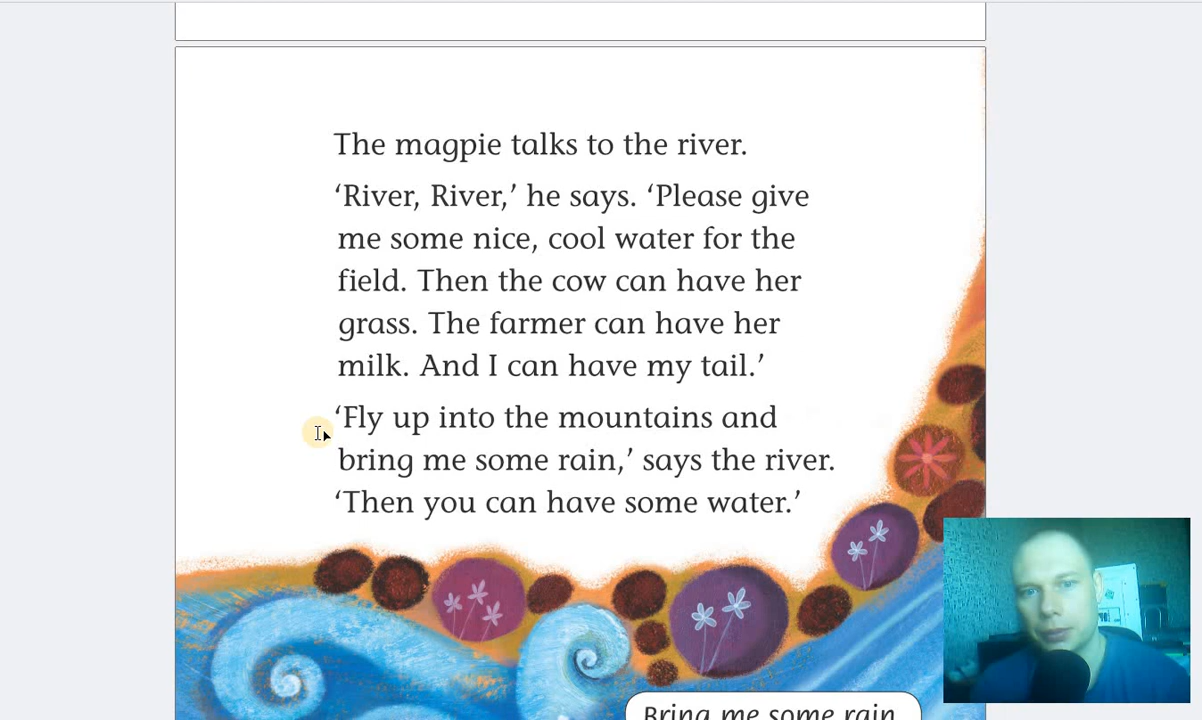 The magpie talks to the river.
‘River, River,’ he says. ‘Please give
me some nice, cool water for the
field. Then the cow can have her
grass. The farmer can have her
milk. And I can have my tail.’
‘Fly up into the mountains and
bring me some rain,’ says the river.
‘Then you can have some water.’
Bring me some rain